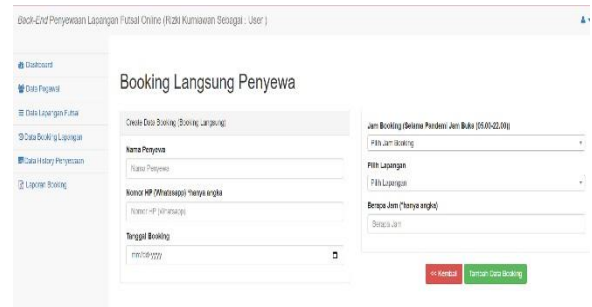 Back-End Penyewaan Lapangan Futsal Online (Rizki Kurniawan Sebagai : User )
Dashboard
Data Pegawai
Data Lapangan Futsal
Data Booking Lapangan
Data History Penyewaan
Laporan Booking
Booking Langsung Penyewa
Create Data Booking (Booking Langsung)
Nama Penyewa
Nama Penyewa
Nomor HP (Whatsapp) *hanya angka
Nomor HP (Whatsapp)
Tanggal Booking
mm/dd/yyyy
Jam Booking (Selama Pandemi Jam Buka (05.00-22.00))
Pilih Jam Booking
Pilih Lapangan
Pilih Lapangan
Berapa Jam (*hanya angka)
Berapa Jam
<< Kembali
Tambah Data Booking